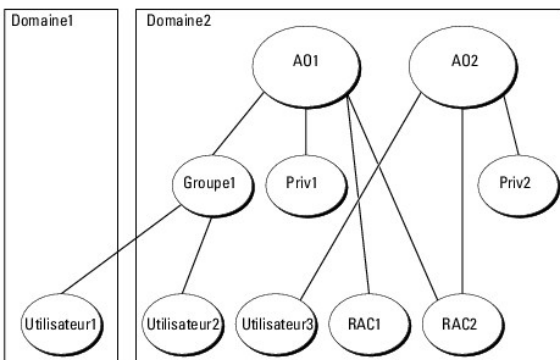 Domaine1
Domaine2
AO1
AO2
Groupe1
Priv1
Priv2
Utilisateur1
Utilisateur2
Utilisateur3
RAC1
RAC2